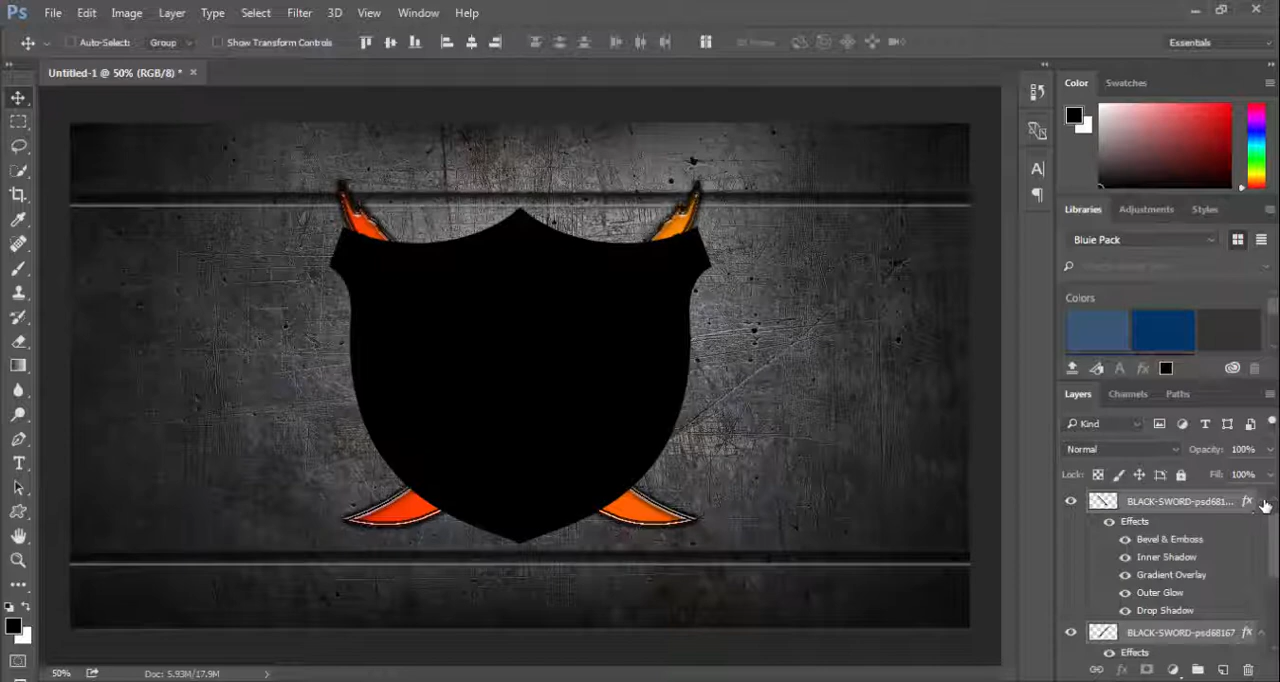 Ps File Edit Image Layer Type Select Filter 3D View Window Help
Auto-Select: Group Show Transform Controls Essentials
Untitled-1 @ 50% (RGB/8) * ×
Color Swatches
Libraries Adjustments Styles
Bluie Pack
Colors
Layers Channels Paths
Kind
Normal Opacity: 100%
Lock: Fill: 100%
BLACK-SWORD-psd681... fx
Effects
Bevel & Emboss
Inner Shadow
Gradient Overlay
Outer Glow
Drop Shadow
BLACK-SWORD-psd68167 fx
Effects
50% Doc: 5.93M/17.9M